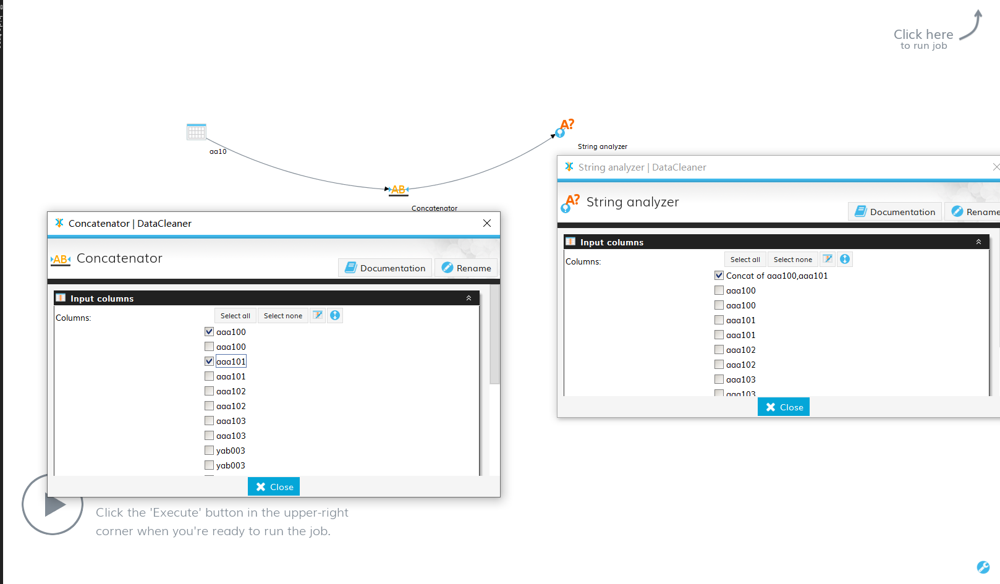 Click here
to run job
aa10
A?
String analyzer
AB
Concatenator
Concatenator | DataCleaner
AB Concatenator
Documentation
Rename
Input columns
Columns:
Select all
Select none
aaa100
aaa100
aaa101
aaa101
aaa102
aaa102
aaa103
aaa103
yab003
yab003
Close
String analyzer | DataCleaner
A? String analyzer
Documentation
Rename
Input columns
Columns:
Select all
Select none
Concat of aaa100,aaa101
aaa100
aaa100
aaa101
aaa101
aaa102
aaa102
aaa103
aaa103
Close
Click the 'Execute' button in the upper-right
corner when you're ready to run the job.